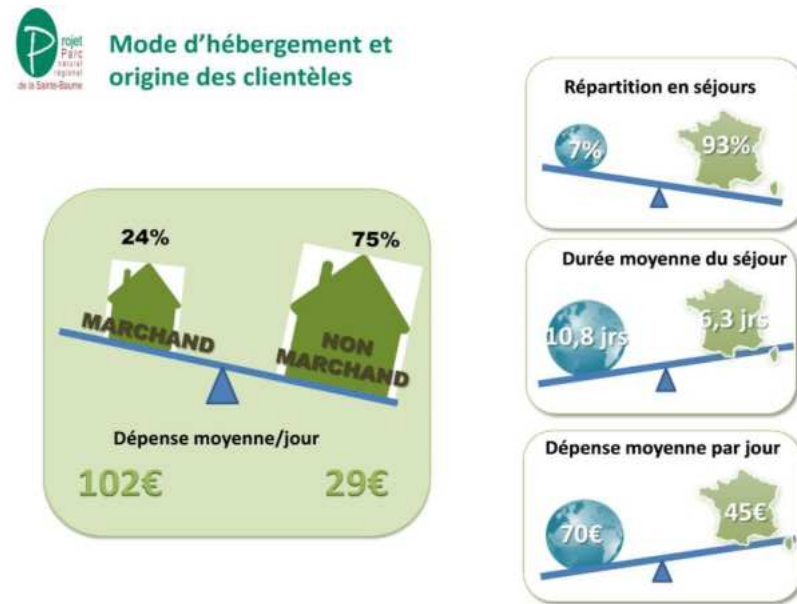 Projet
Parc
naturel
régional
de la Sainte-Baume
Mode d'hébergement et
origine des clientèles
24%
75%
MARCHAND
NON
MARCHAND
Dépense moyenne/jour
102€
29€
Répartition en séjours
7%
93%
Durée moyenne du séjour
10,8 jrs
6,3 jrs
Dépense moyenne par jour
70€
45€